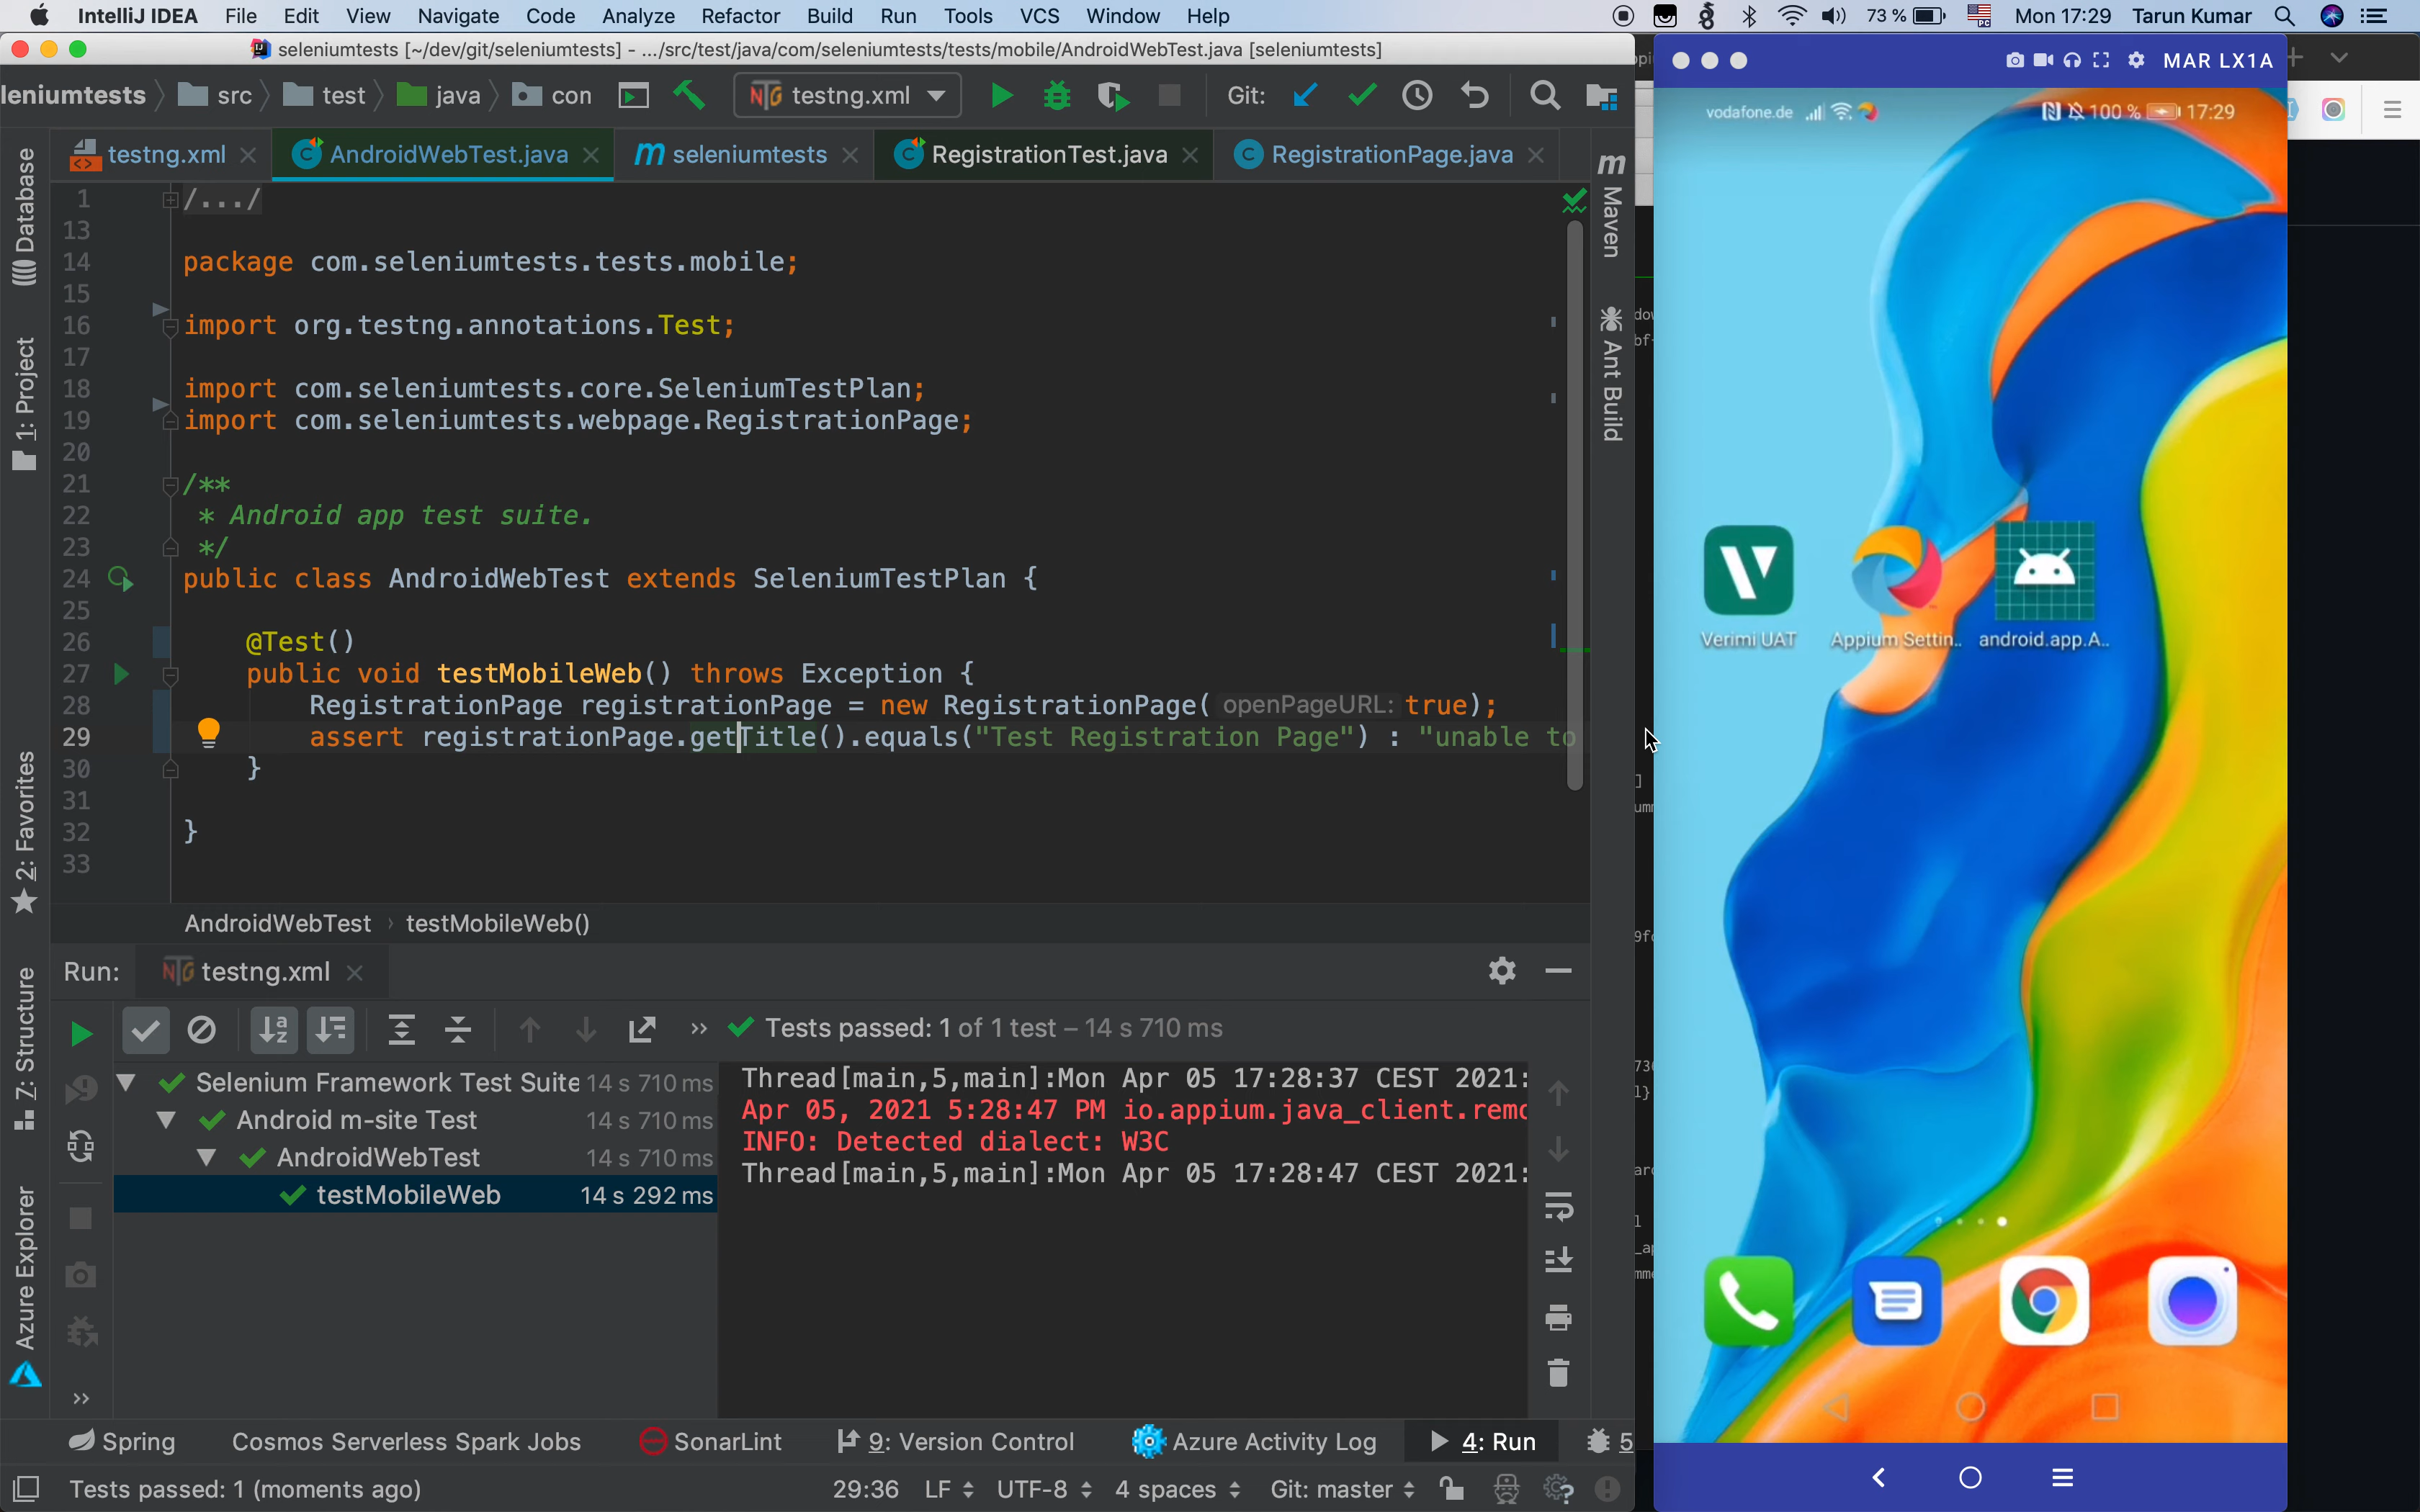 IntelliJ IDEA File Edit View Navigate Code Analyze Refactor Build Run Tools VCS Window Help 73 % Mon 17:29 Tarun Kumar
seleniumtests [~/dev/git/seleniumtests] - .../src/test/java/com/seleniumtests/tests/mobile/AndroidWebTest.java [seleniumtests]
leniumtests src test java con testng.xml Git:
testng.xml AndroidWebTest.java seleniumtests RegistrationTest.java RegistrationPage.java
1 /.../
13
14 package com.seleniumtests.tests.mobile;
15
16 import org.testng.annotations.Test;
17
18 import com.seleniumtests.core.SeleniumTestPlan;
19 import com.seleniumtests.webpage.RegistrationPage;
20
21 /**
22 * Android app test suite.
23 */
24 public class AndroidWebTest extends SeleniumTestPlan {
25
26 @Test()
27 public void testMobileWeb() throws Exception {
28 RegistrationPage registrationPage = new RegistrationPage( openPageURL: true);
29 assert registrationPage.getTitle().equals("Test Registration Page") : "unable to
30 }
31
32 }
33
AndroidWebTest › testMobileWeb()
Database
1: Project
2: Favorites
7: Structure
Azure Explorer
Maven
Ant Build
Run: testng.xml
Tests passed: 1 of 1 test – 14 s 710 ms
Selenium Framework Test Suite 14 s 710 ms
Android m-site Test 14 s 710 ms
AndroidWebTest 14 s 710 ms
testMobileWeb 14 s 292 ms
Thread[main,5,main]:Mon Apr 05 17:28:37 CEST 2021:
Apr 05, 2021 5:28:47 PM io.appium.java_client.remo
INFO: Detected dialect: W3C
Thread[main,5,main]:Mon Apr 05 17:28:47 CEST 2021:
Spring Cosmos Serverless Spark Jobs SonarLint 9: Version Control Azure Activity Log 4: Run 5
Tests passed: 1 (moments ago) 29:36 LF UTF-8 4 spaces Git: master
MAR LX1A
vodafone.de 100 % 17:29
Verimi UAT Appium Settin.. android.app.A..